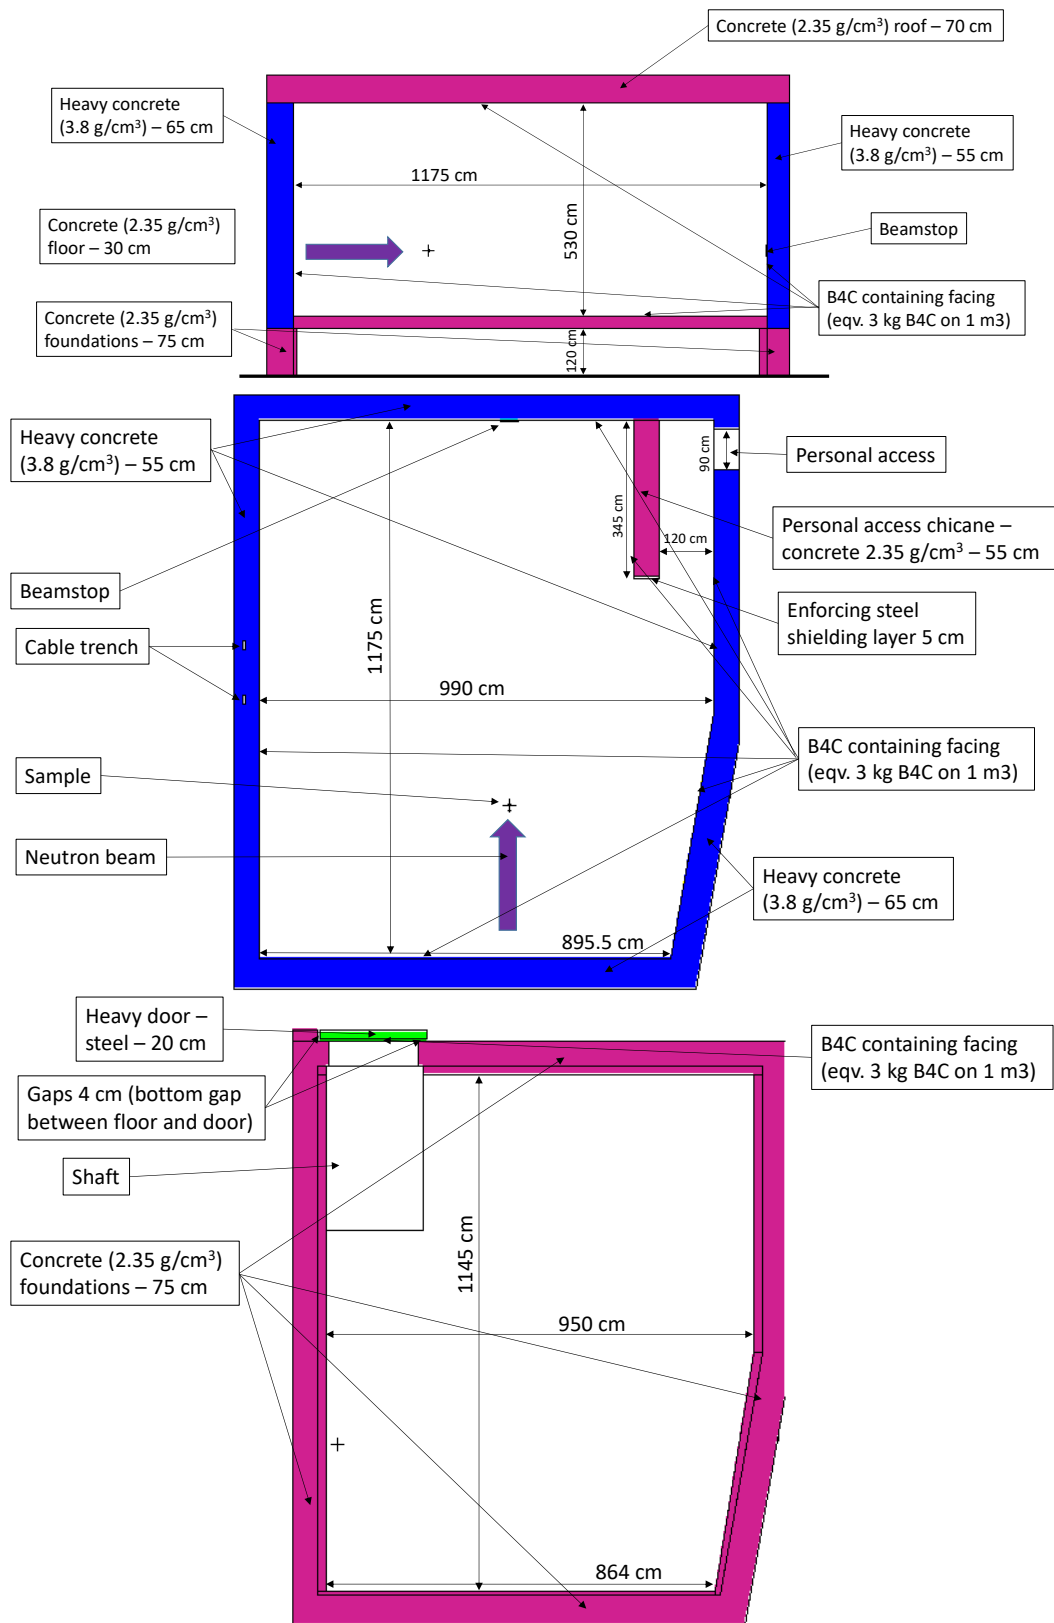 Concrete (2.35 g/cm³) roof – 70 cm
Heavy concrete
(3.8 g/cm³) – 65 cm
Heavy concrete
(3.8 g/cm³) – 55 cm
1175 cm
530 cm
Concrete (2.35 g/cm³)
floor – 30 cm
Beamstop
B4C containing facing
(eqv. 3 kg B4C on 1 m3)
Concrete (2.35 g/cm³)
foundations – 75 cm
120 cm
Heavy concrete
(3.8 g/cm³) – 55 cm
90 cm
Personal access
345 cm
120 cm
Personal access chicane –
concrete 2.35 g/cm³ – 55 cm
Beamstop
Enforcing steel
shielding layer 5 cm
1175 cm
Cable trench
990 cm
B4C containing facing
(eqv. 3 kg B4C on 1 m3)
Sample
Neutron beam
Heavy concrete
(3.8 g/cm³) – 65 cm
895.5 cm
Heavy door –
steel – 20 cm
B4C containing facing
(eqv. 3 kg B4C on 1 m3)
Gaps 4 cm (bottom gap
between floor and door)
Shaft
1145 cm
Concrete (2.35 g/cm³)
foundations – 75 cm
950 cm
864 cm